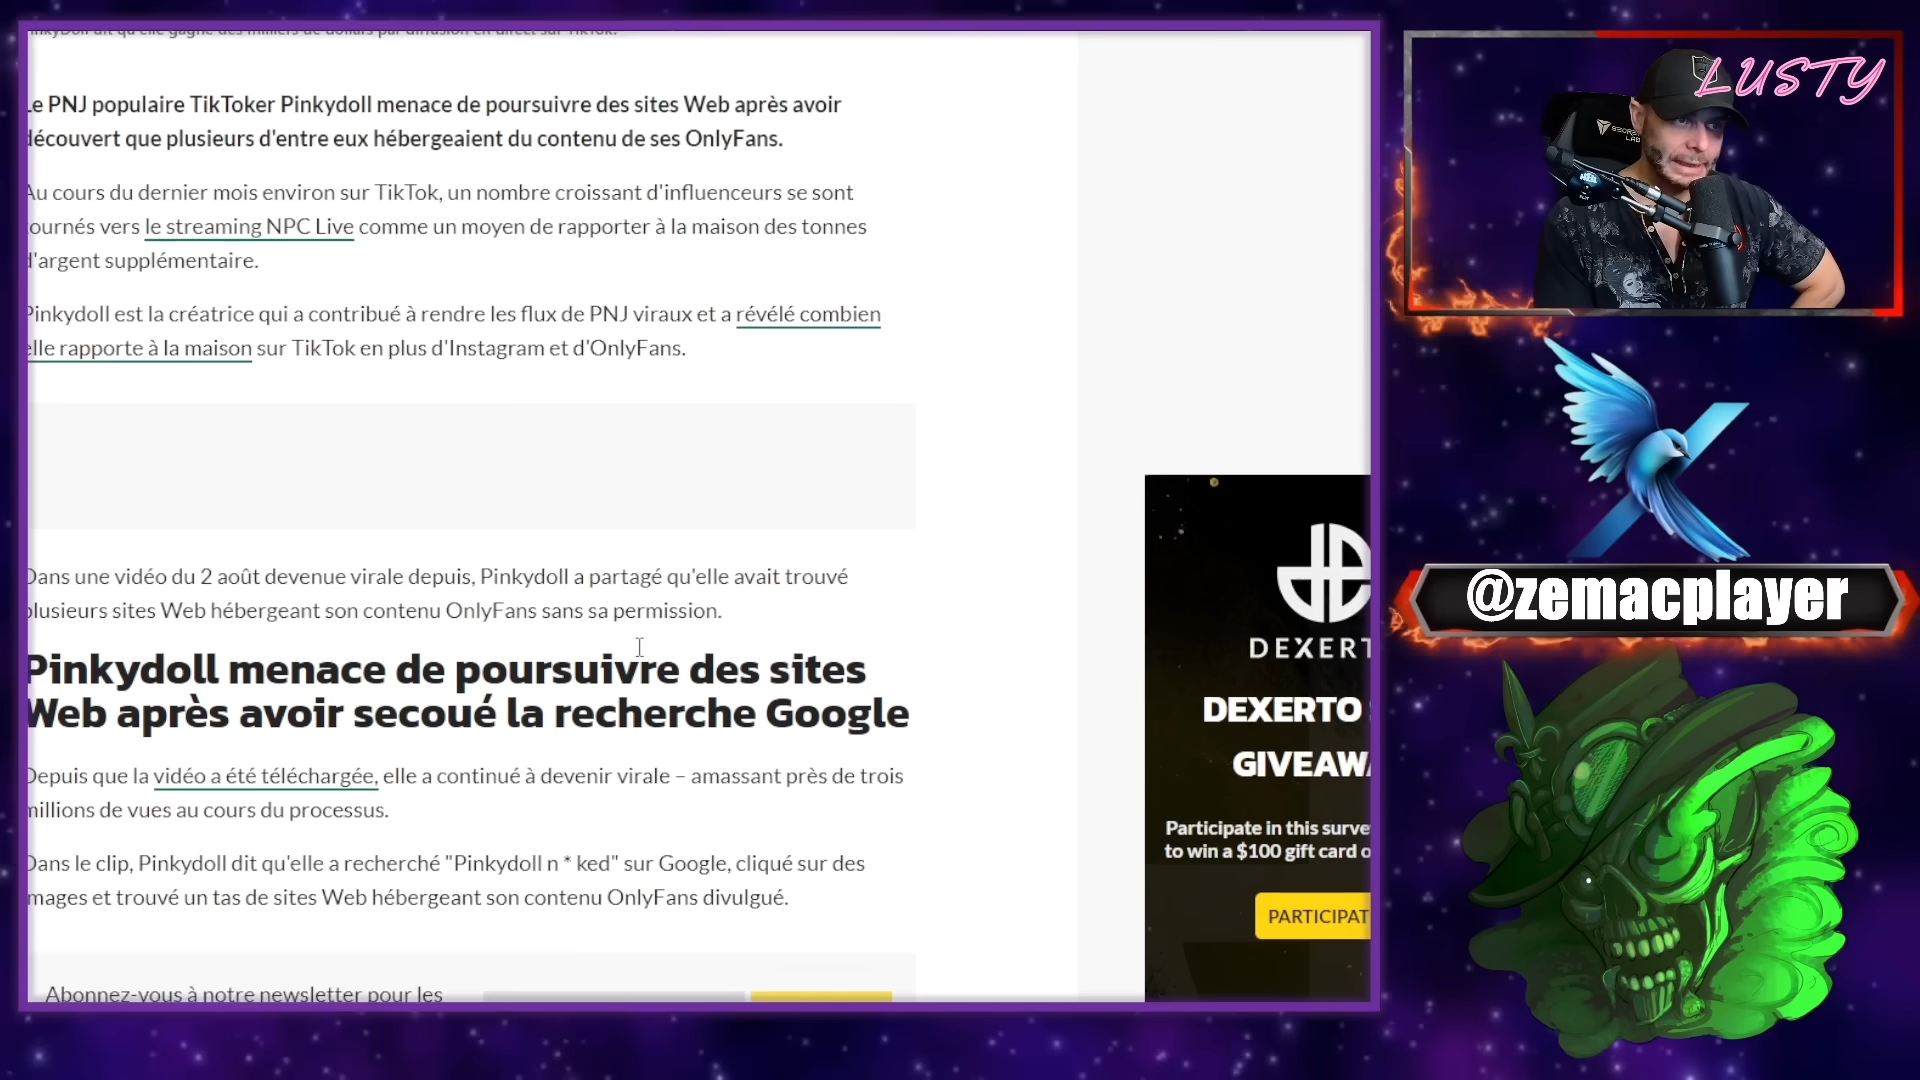 PinkyDoll dit qu'elle gagne des milliers de dollars par diffusion en direct sur TikTok.
Le PNJ populaire TikToker Pinkydoll menace de poursuivre des sites Web après avoir
découvert que plusieurs d'entre eux hébergeaient du contenu de ses OnlyFans.
Au cours du dernier mois environ sur TikTok, un nombre croissant d'influenceurs se sont
tournés vers le streaming NPC Live comme un moyen de rapporter à la maison des tonnes
d'argent supplémentaire.
Pinkydoll est la créatrice qui a contribué à rendre les flux de PNJ viraux et a révélé combien
elle rapporte à la maison sur TikTok en plus d'Instagram et d'OnlyFans.
Dans une vidéo du 2 août devenue virale depuis, Pinkydoll a partagé qu'elle avait trouvé
plusieurs sites Web hébergeant son contenu OnlyFans sans sa permission.
Pinkydoll menace de poursuivre des sites
Web après avoir secoué la recherche Google
Depuis que la vidéo a été téléchargée, elle a continué à devenir virale – amassant près de trois
millions de vues au cours du processus.
Dans le clip, Pinkydoll dit qu'elle a recherché "Pinkydoll n * ked" sur Google, cliqué sur des
images et trouvé un tas de sites Web hébergeant son contenu OnlyFans divulgué.
Abonnez-vous à notre newsletter pour les
DEXERT
DEXERTO
GIVEAWA
Participate in this surve
to win a $100 gift card o
PARTICIPAT
LUSTY
@zemacplayer